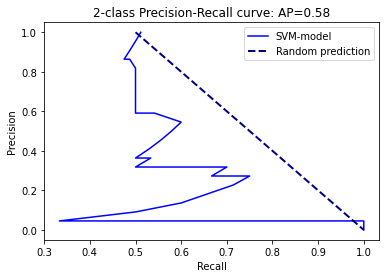 2-class Precision-Recall curve: AP=0.58
SVM-model
Random prediction
Precision
1.0
0.8
0.6
0.4
0.2
0.0
0.3 0.4 0.5 0.6 0.7 0.8 0.9 1.0
Recall